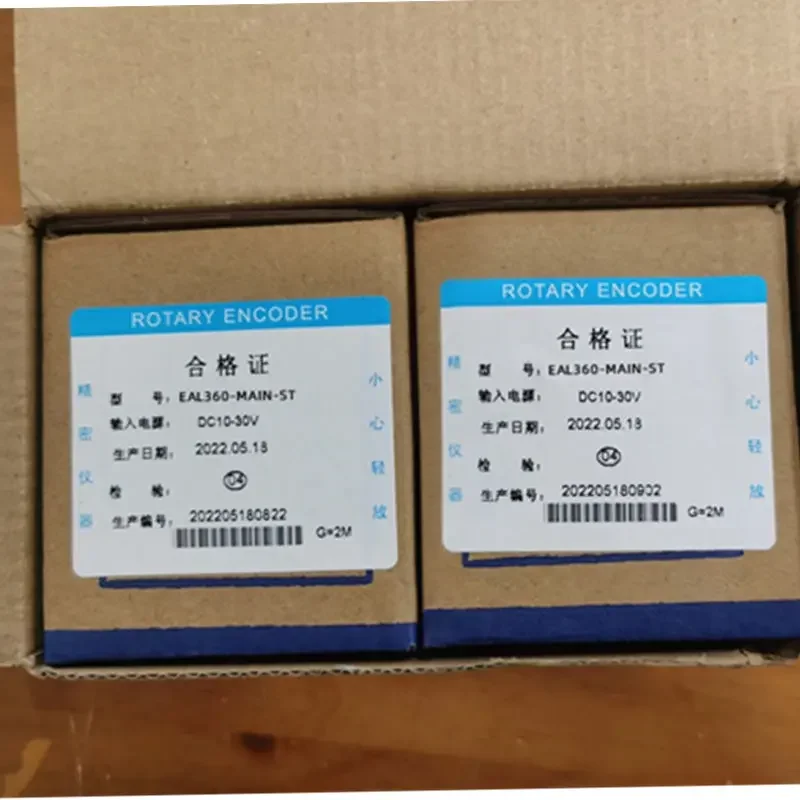 ROTARY ENCODER
合格证
型 号: EAL360-MAIN-ST
输入电源: DC10-30V
生产日期: 2022.05.18
检 验: 04
生产编号: 202205180822
G=2M
精密仪器
小心轻放
ROTARY ENCODER
合格证
型 号: EAL360-MAIN-ST
输入电源: DC10-30V
生产日期: 2022.05.18
检 验: 04
生产编号: 202205180902
G=2M
精密仪器
小心轻放